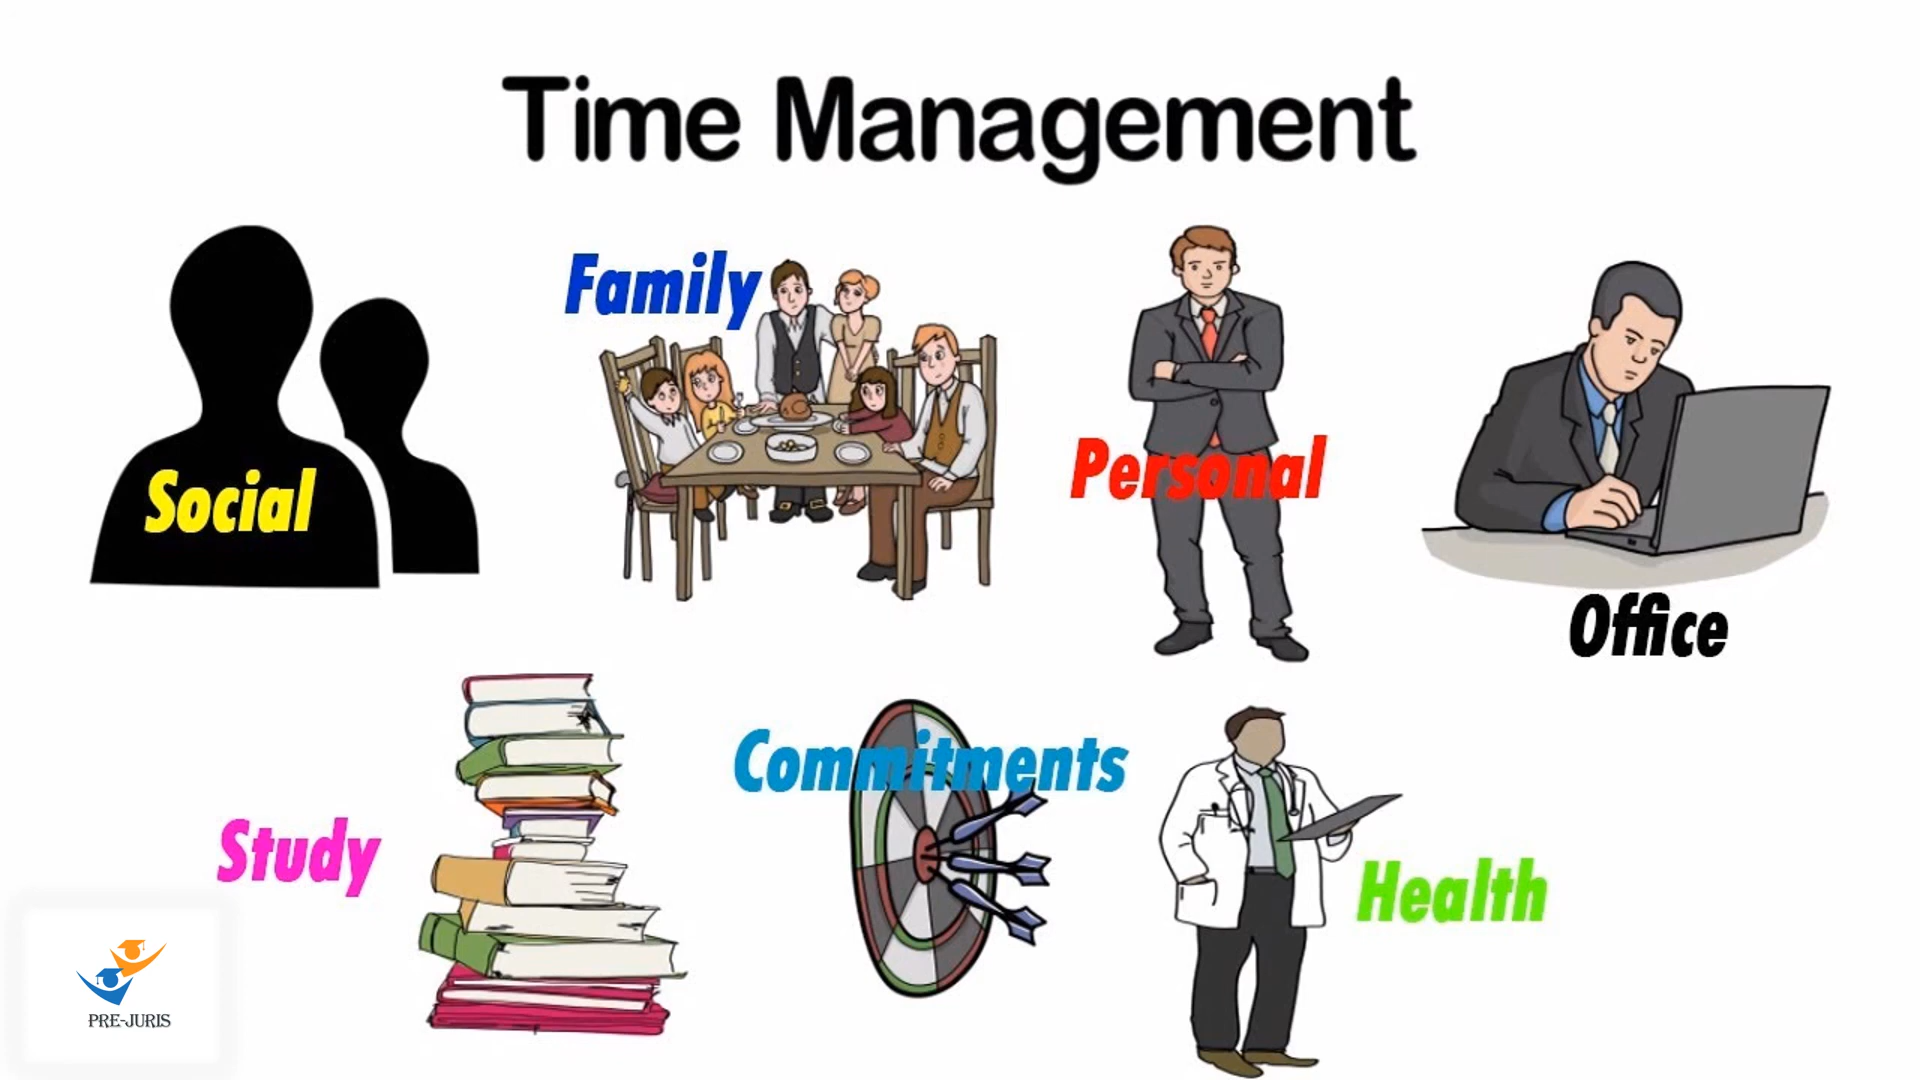 Time Management
Family
Social
Personal
Office
Commitments
Study
Health
PRE-JURIS